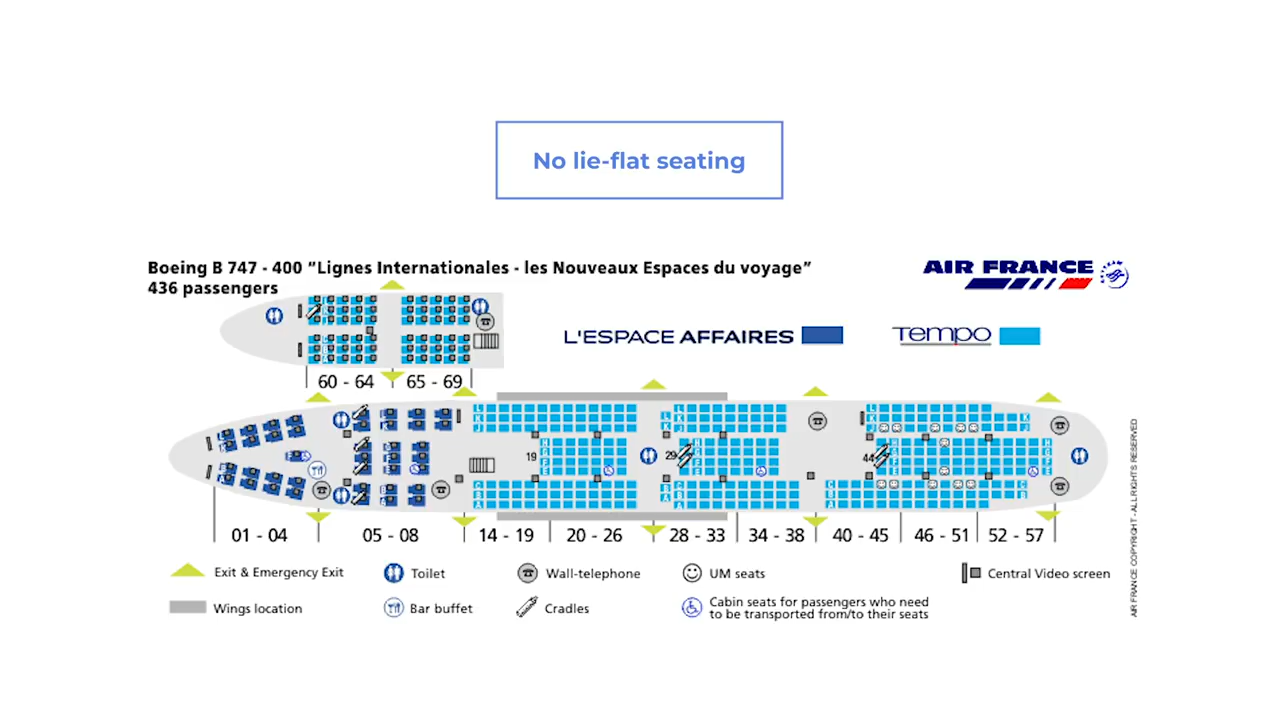 No lie-flat seating
Boeing B 747 - 400 "Lignes Internationales - les Nouveaux Espaces du voyage"
436 passengers
AIR FRANCE
L'ESPACE AFFAIRES
Tempo
60 - 64
65 - 69
19
29
44
01 - 04
05 - 08
14 - 19
20 - 26
28 - 33
34 - 38
40 - 45
46 - 51
52 - 57
Exit & Emergency Exit
Toilet
Wall-telephone
UM seats
Central Video screen
Wings location
Bar buffet
Cradles
Cabin seats for passengers who need
to be transported from/to their seats
AIR FRANCE COPYRIGHT - ALL RIGHTS RESERVED